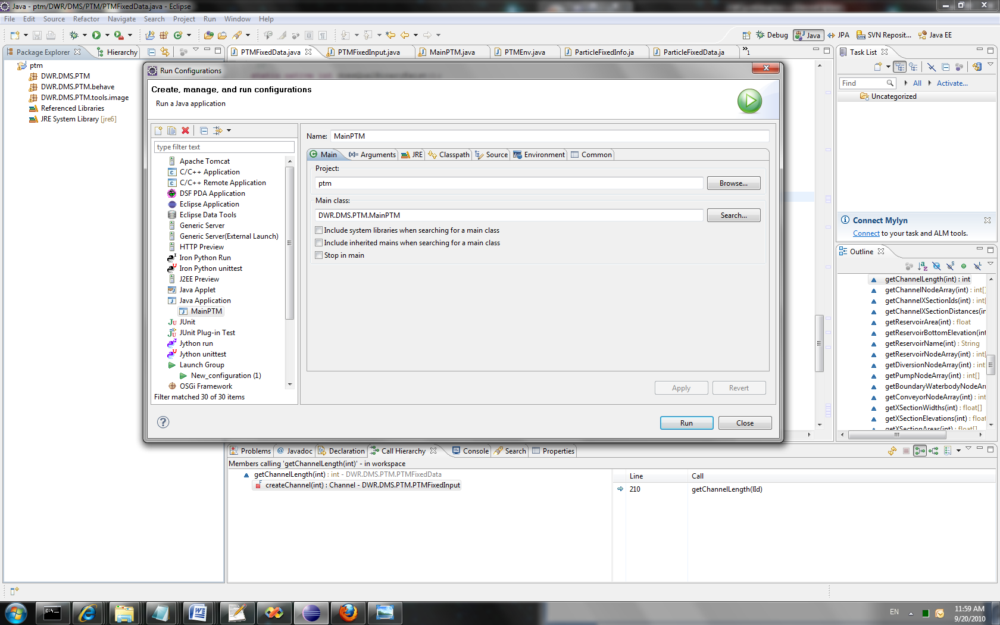 Java - ptm/DWR/DMS/PTM/PTMFixedData.java - Eclipse
File Edit Source Refactor Navigate Search Project Run Window Help
Debug Java JPA SVN Reposit... Java EE
Package Explorer Hierarchy
ptm
DWR.DMS.PTM
DWR.DMS.PTM.behave
DWR.DMS.PTM.tools.image
Referenced Libraries
JRE System Library [jre6]
PTMFixedData.java PTMFixedInput.java MainPTM.java PTMEnv.java ParticleFixedInfo.ja ParticleFixedData.ja »1
Run Configurations
Create, manage, and run configurations
Run a Java application
type filter text
Apache Tomcat
C/C++ Application
C/C++ Remote Application
DSF PDA Application
Eclipse Application
Eclipse Data Tools
Generic Server
Generic Server(External Launch)
HTTP Preview
Iron Python Run
Iron Python unittest
J2EE Preview
Java Applet
Java Application
MainPTM
JUnit
JUnit Plug-in Test
Jython run
Jython unittest
Launch Group
New_configuration (1)
OSGi Framework
Filter matched 30 of 30 items
Name: MainPTM
Main (x)= Arguments JRE Classpath Source Environment Common
Project:
ptm
Browse...
Main class:
DWR.DMS.PTM.MainPTM
Search...
Include system libraries when searching for a main class
Include inherited mains when searching for a main class
Stop in main
Apply Revert
Run Close
Task List
Find All Activate...
Uncategorized
Connect Mylyn
Connect to your task and ALM tools.
Outline
getChannelLength(int) : int
getChannelNodeArray(int) : int[]
getChannelXSectionIds(int) : int[
getChannelXSectionDistances(in
getReservoirArea(int) : float
getReservoirBottomElevation(int
getReservoirName(int) : String
getReservoirNodeArray(int) : int[
getDiversionNodeArray(int) : int
getPumpNodeArray(int) : int[]
getBoundaryWaterbodyNodeArr
getConveyorNodeArray(int) : int
getXSectionWidths(int) : float[]
getXSectionElevations(int) : float
getXSectionAreas(int) : float[]
Problems @ Javadoc Declaration Call Hierarchy Console Search Properties
Members calling 'getChannelLength(int)' - in workspace
getChannelLength(int) : int - DWR.DMS.PTM.PTMFixedData
createChannel(int) : Channel - DWR.DMS.PTM.PTMFixedInput
Line Call
210 getChannelLength(lId)
EN
11:59 AM
9/20/2010